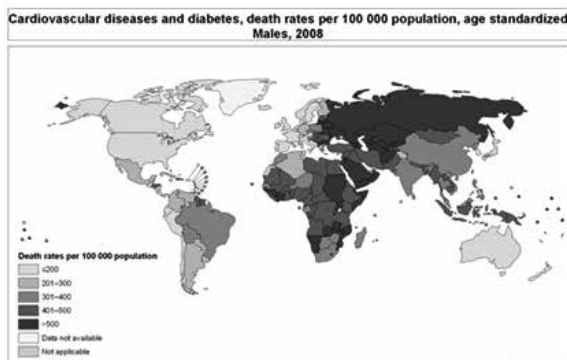 Cardiovascular diseases and diabetes, death rates per 100 000 population, age standardized
Males, 2008
Death rates per 100 000 population
≤200
201–300
301–400
401–500
>500
Data not available
Not applicable